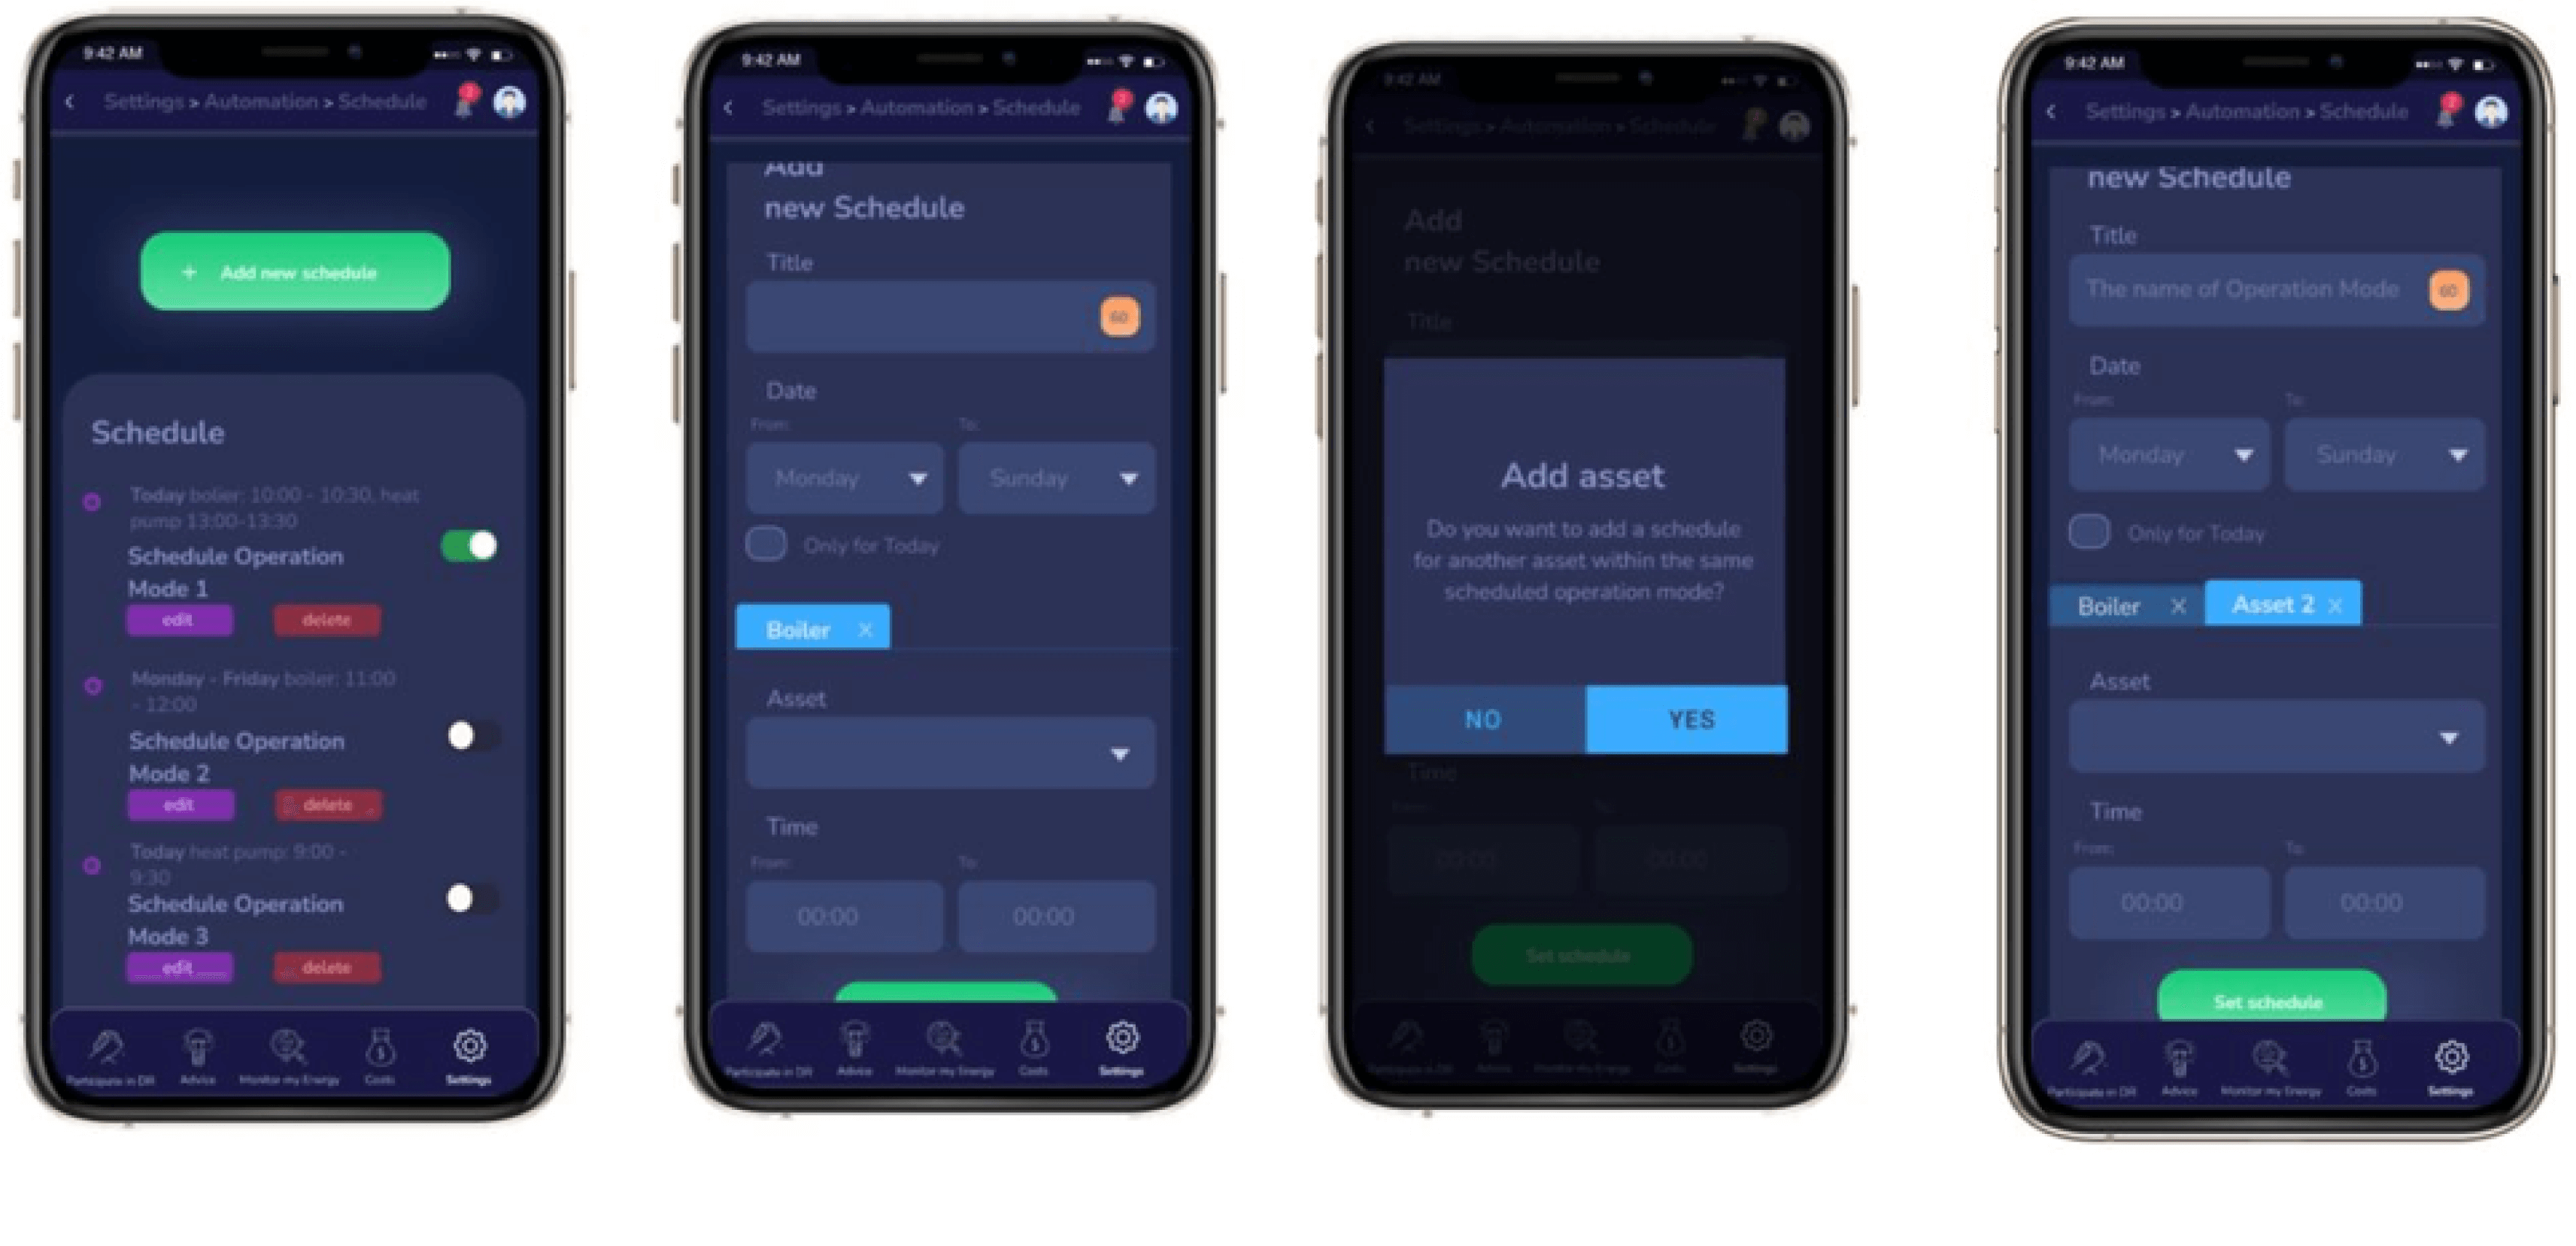 9:42 AM
Settings > Automation > Schedule
2
+ Add new schedule
Schedule
Today boiler: 10:00 - 10:30, heat
pump 13:00-13:30
Schedule Operation
Mode 1
edit delete
Monday - Friday boiler: 11:00
- 12:00
Schedule Operation
Mode 2
edit delete
Today heat pump: 9:00 -
9:30
Schedule Operation
Mode 3
edit delete
Participate in DR Advice Monitor my Energy Costs Settings
9:42 AM
Settings > Automation > Schedule
2
Add
new Schedule
Title
60
Date
From: To:
Monday Sunday
Only for Today
Boiler X
Asset
Time
From: To:
00:00 00:00
Participate in DR Advice Monitor my Energy Costs Settings
9:42 AM
Settings > Automation > Schedule
Add
new Schedule
Title
Add asset
Do you want to add a schedule
for another asset within the same
scheduled operation mode?
NO YES
Time
00:00 00:00
Set schedule
Participate in DR Advice Monitor my Energy Costs Settings
9:42 AM
Settings > Automation > Schedule
2
new Schedule
Title
The name of Operation Mode 60
Date
From: To:
Monday Sunday
Only for Today
Boiler X Asset 2 X
Asset
Time
From: To:
00:00 00:00
Set schedule
Participate in DR Advice Monitor my Energy Costs Settings